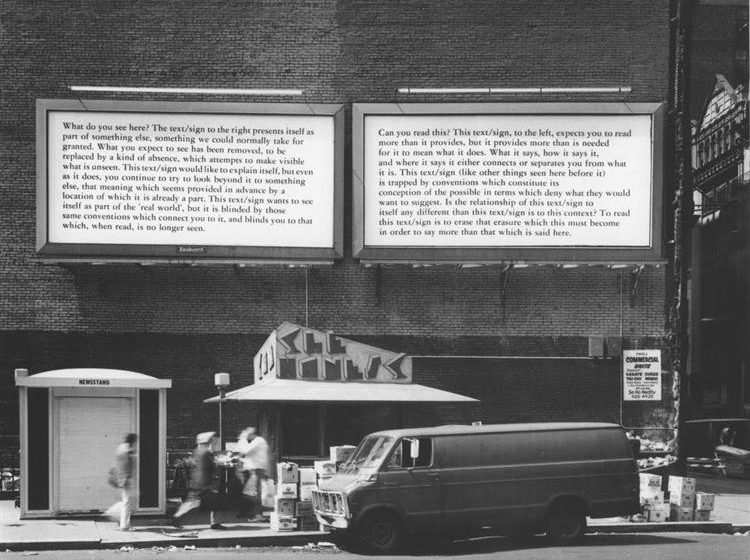 What do you see here? The text/sign to the right presents itself as
part of something else, something we could normally take for
granted. What you expect to see has been removed, to be
replaced by a kind of absence, which attemps to make visible
what is unseen. This text/sign would like to explain itself, but even
as it does, you continue to try to look beyond it to something
else, that meaning which seems provided in advance by a
location of which it is already a part. This text/sign wants to see
itself as part of the 'real world', but it is blinded by those
same conventions which connect you to it, and blinds you to that
which, when read, is no longer seen.
Can you read this? This text/sign, to the left, expects you to read
more than it provides, but it provides more than is needed
for it to mean what it does. What it says, how it says it,
and where it says it either connects or separates you from what
it is. This text/sign (like other things seen here before it)
is trapped by conventions which constitute its
conception of the possible in terms which deny what they would
want to suggest. Is the relationship of this text/sign to
itself any different than this text/sign is to this context? To read
this text/sign is to erase that erasure which this must become
in order to say more than that which is said here.
Seaboard
NEWSSTAND
COMMERCIAL